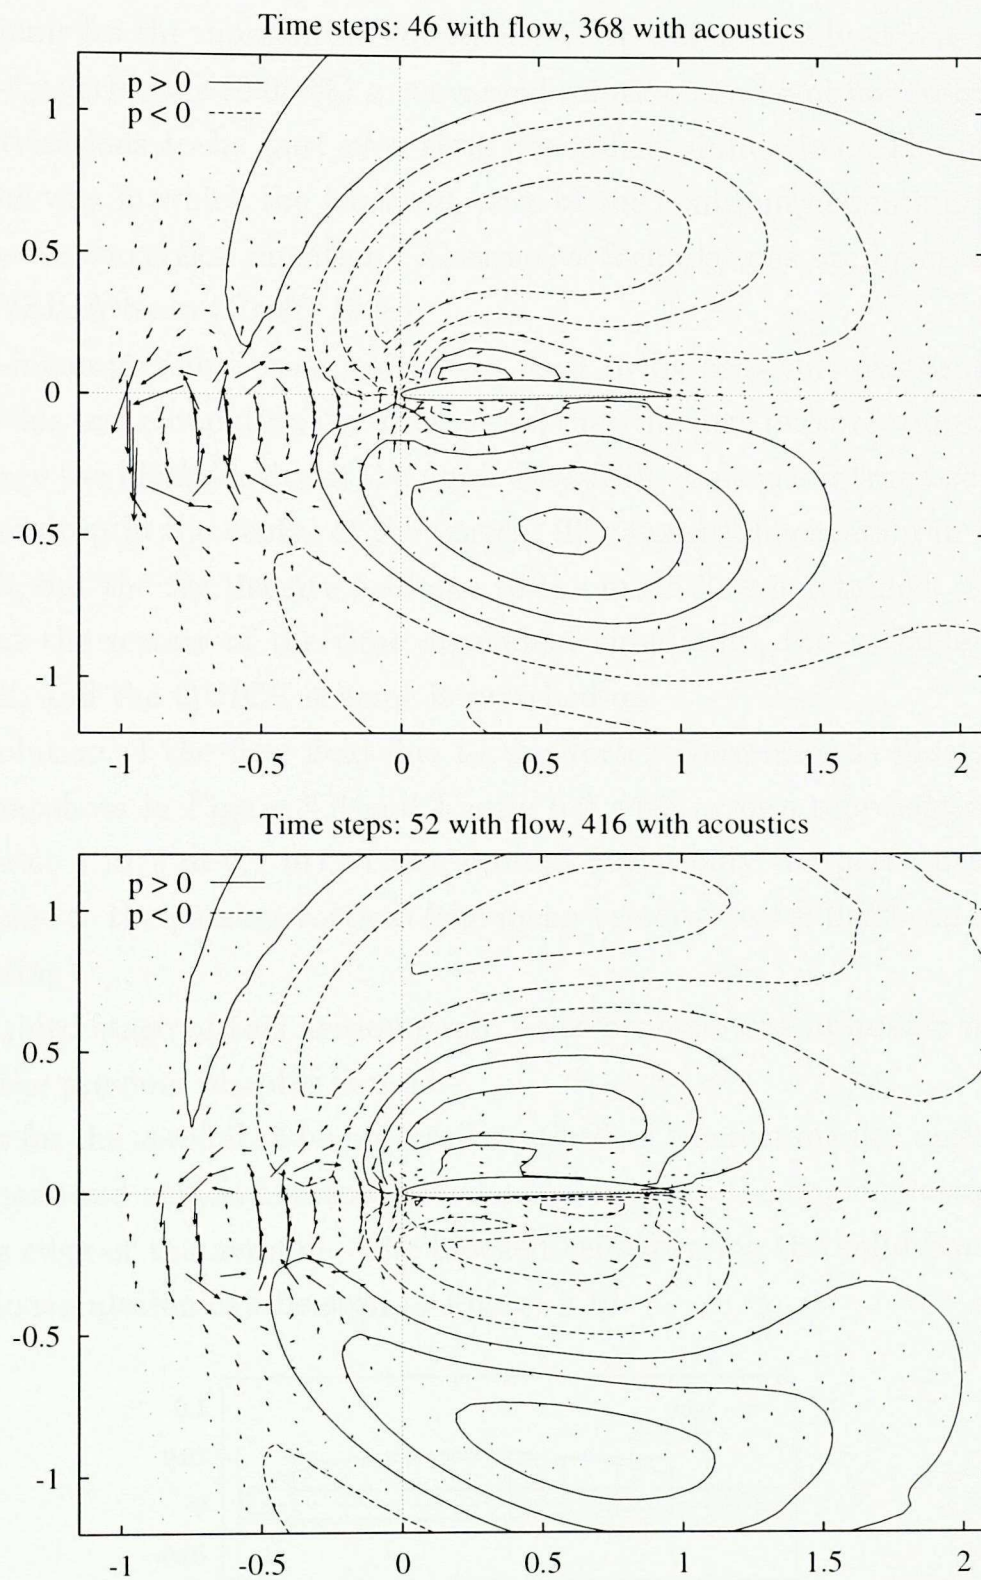 Time steps: 46 with flow, 368 with acoustics
p > 0
p < 0
1
0.5
0
-0.5
-1
-1 -0.5 0 0.5 1 1.5 2
Time steps: 52 with flow, 416 with acoustics
p > 0
p < 0
1
0.5
0
-0.5
-1
-1 -0.5 0 0.5 1 1.5 2